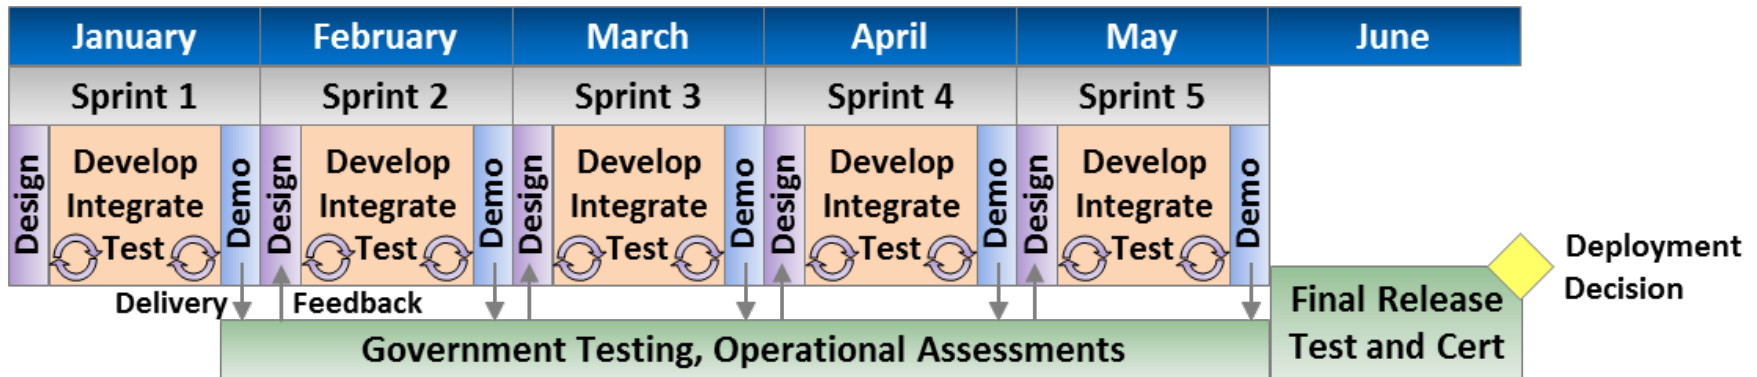 January February March April May June
Sprint 1 Sprint 2 Sprint 3 Sprint 4 Sprint 5
Design
Develop
Integrate
Test
Demo
Design
Develop
Integrate
Test
Demo
Design
Develop
Integrate
Test
Demo
Design
Develop
Integrate
Test
Demo
Design
Develop
Integrate
Test
Demo
Delivery
Feedback
Government Testing, Operational Assessments
Final Release
Test and Cert
Deployment
Decision